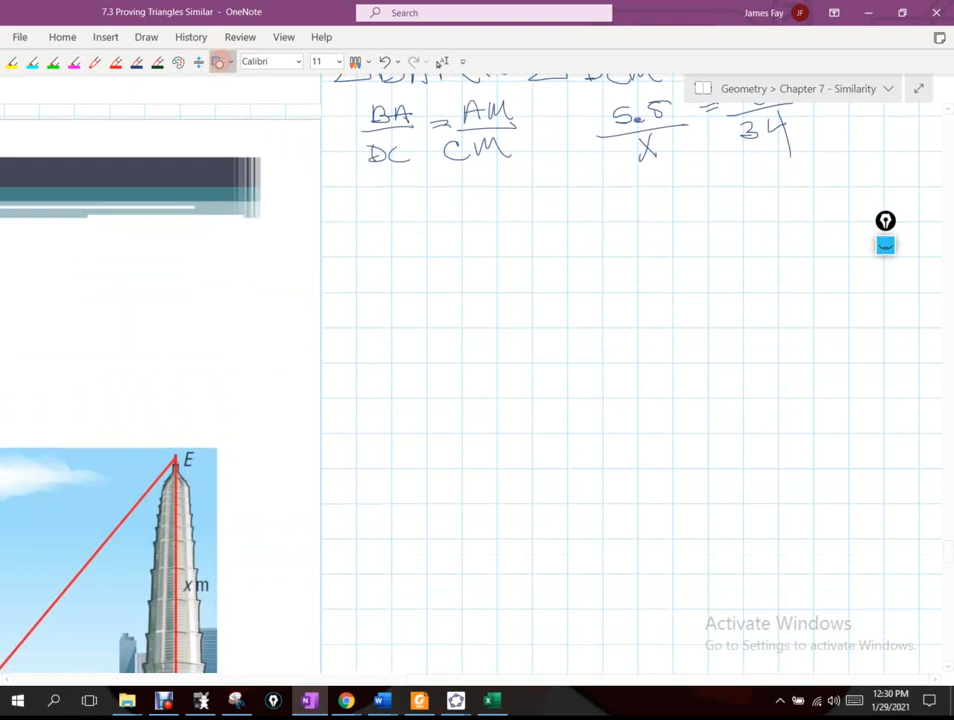 7.3 Proving Triangles Similar - OneNote
Search
James Fay
JF
File
Home
Insert
Draw
History
Review
View
Help
Calibri
11
Geometry > Chapter 7 - Similarity
BA = AM
DC CM
5.8 =
X 34
E
x m
Activate Windows
Go to Settings to activate Windows.
12:30 PM
1/29/2021